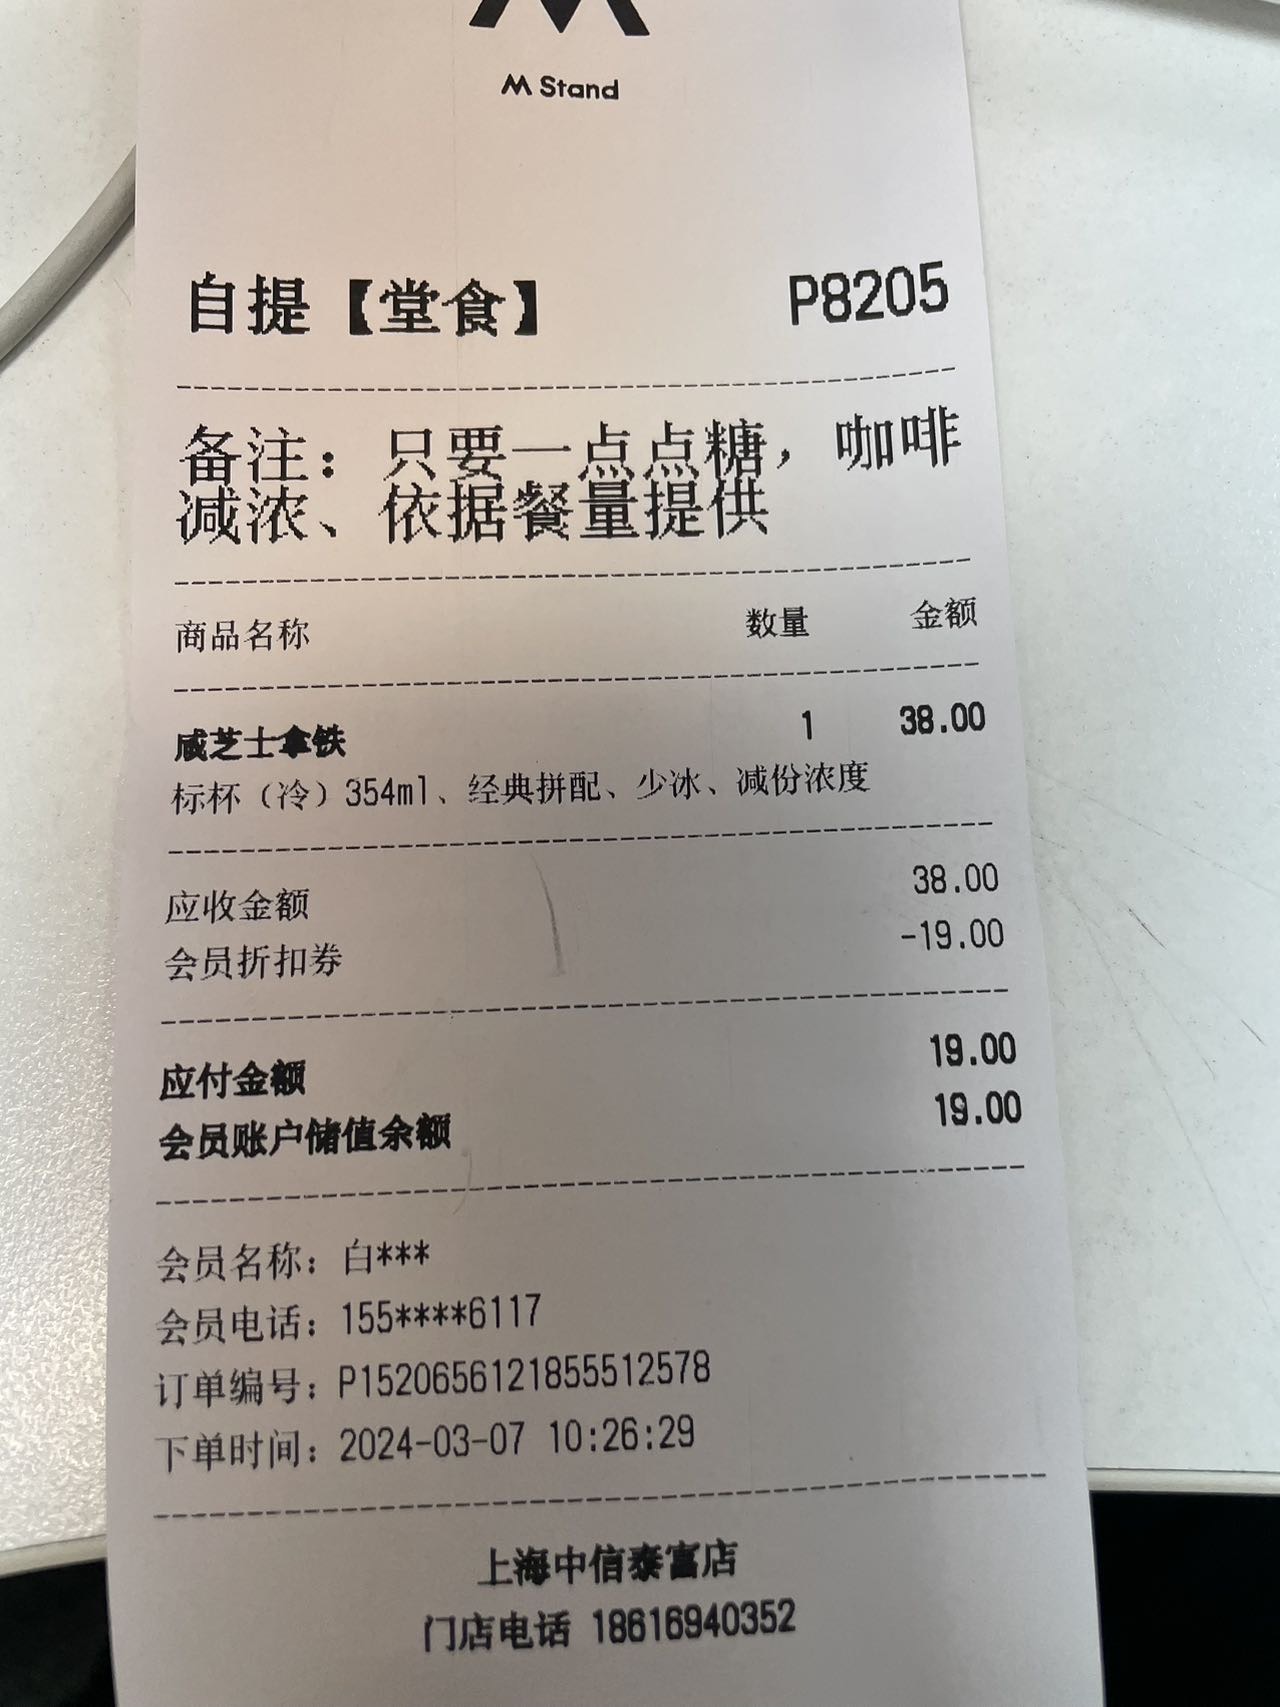 M Stand
自提【堂食】 P8205
备注：只要一点点糖，咖啡
减浓、依据餐量提供
商品名称 数量 金额
咸芝士拿铁 1 38.00
标杯（冷）354ml、经典拼配、少冰、减份浓度
应收金额 38.00
会员折扣券 -19.00
应付金额 19.00
会员账户储值余额 19.00
会员名称：白***
会员电话：155****6117
订单编号：P1520656121855512578
下单时间：2024-03-07 10:26:29
上海中信泰富店
门店电话 18616940352